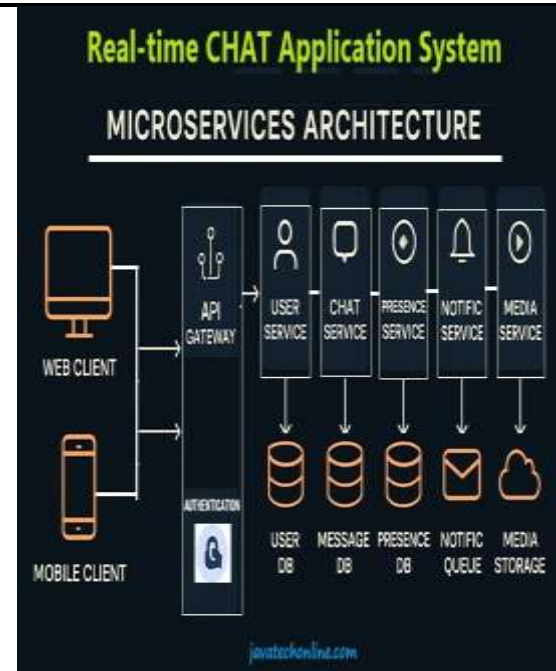 Real-time CHAT Application System
MICROSERVICES ARCHITECTURE
API
GATEWAY
USER
SERVICE
CHAT
SERVICE
PRESENCE
SERVICE
NOTIFIC
SERVICE
MEDIA
SERVICE
WEB CLIENT
AUTHENTICATION
MOBILE CLIENT
USER
DB
MESSAGE
DB
PRESENCE
DB
NOTIFIC
QUEUE
MEDIA
STORAGE
javatechonline.com